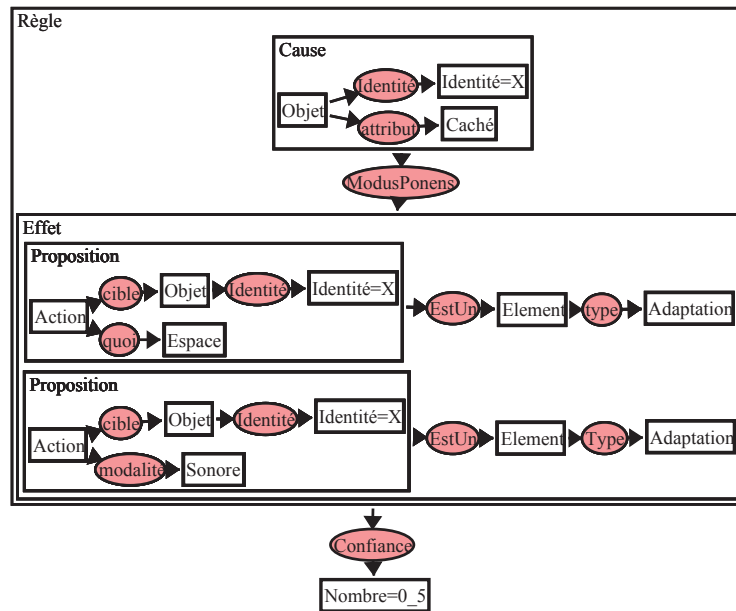 Règle
Cause
Objet Identité Identité=X
attribut Caché
ModusPonens
Effet
Proposition
Action cible Objet Identité Identité=X
quoi Espace
EstUn Element type Adaptation
Proposition
Action cible Objet Identité Identité=X
modalité Sonore
EstUn Element Type Adaptation
Confiance
Nombre=0_5